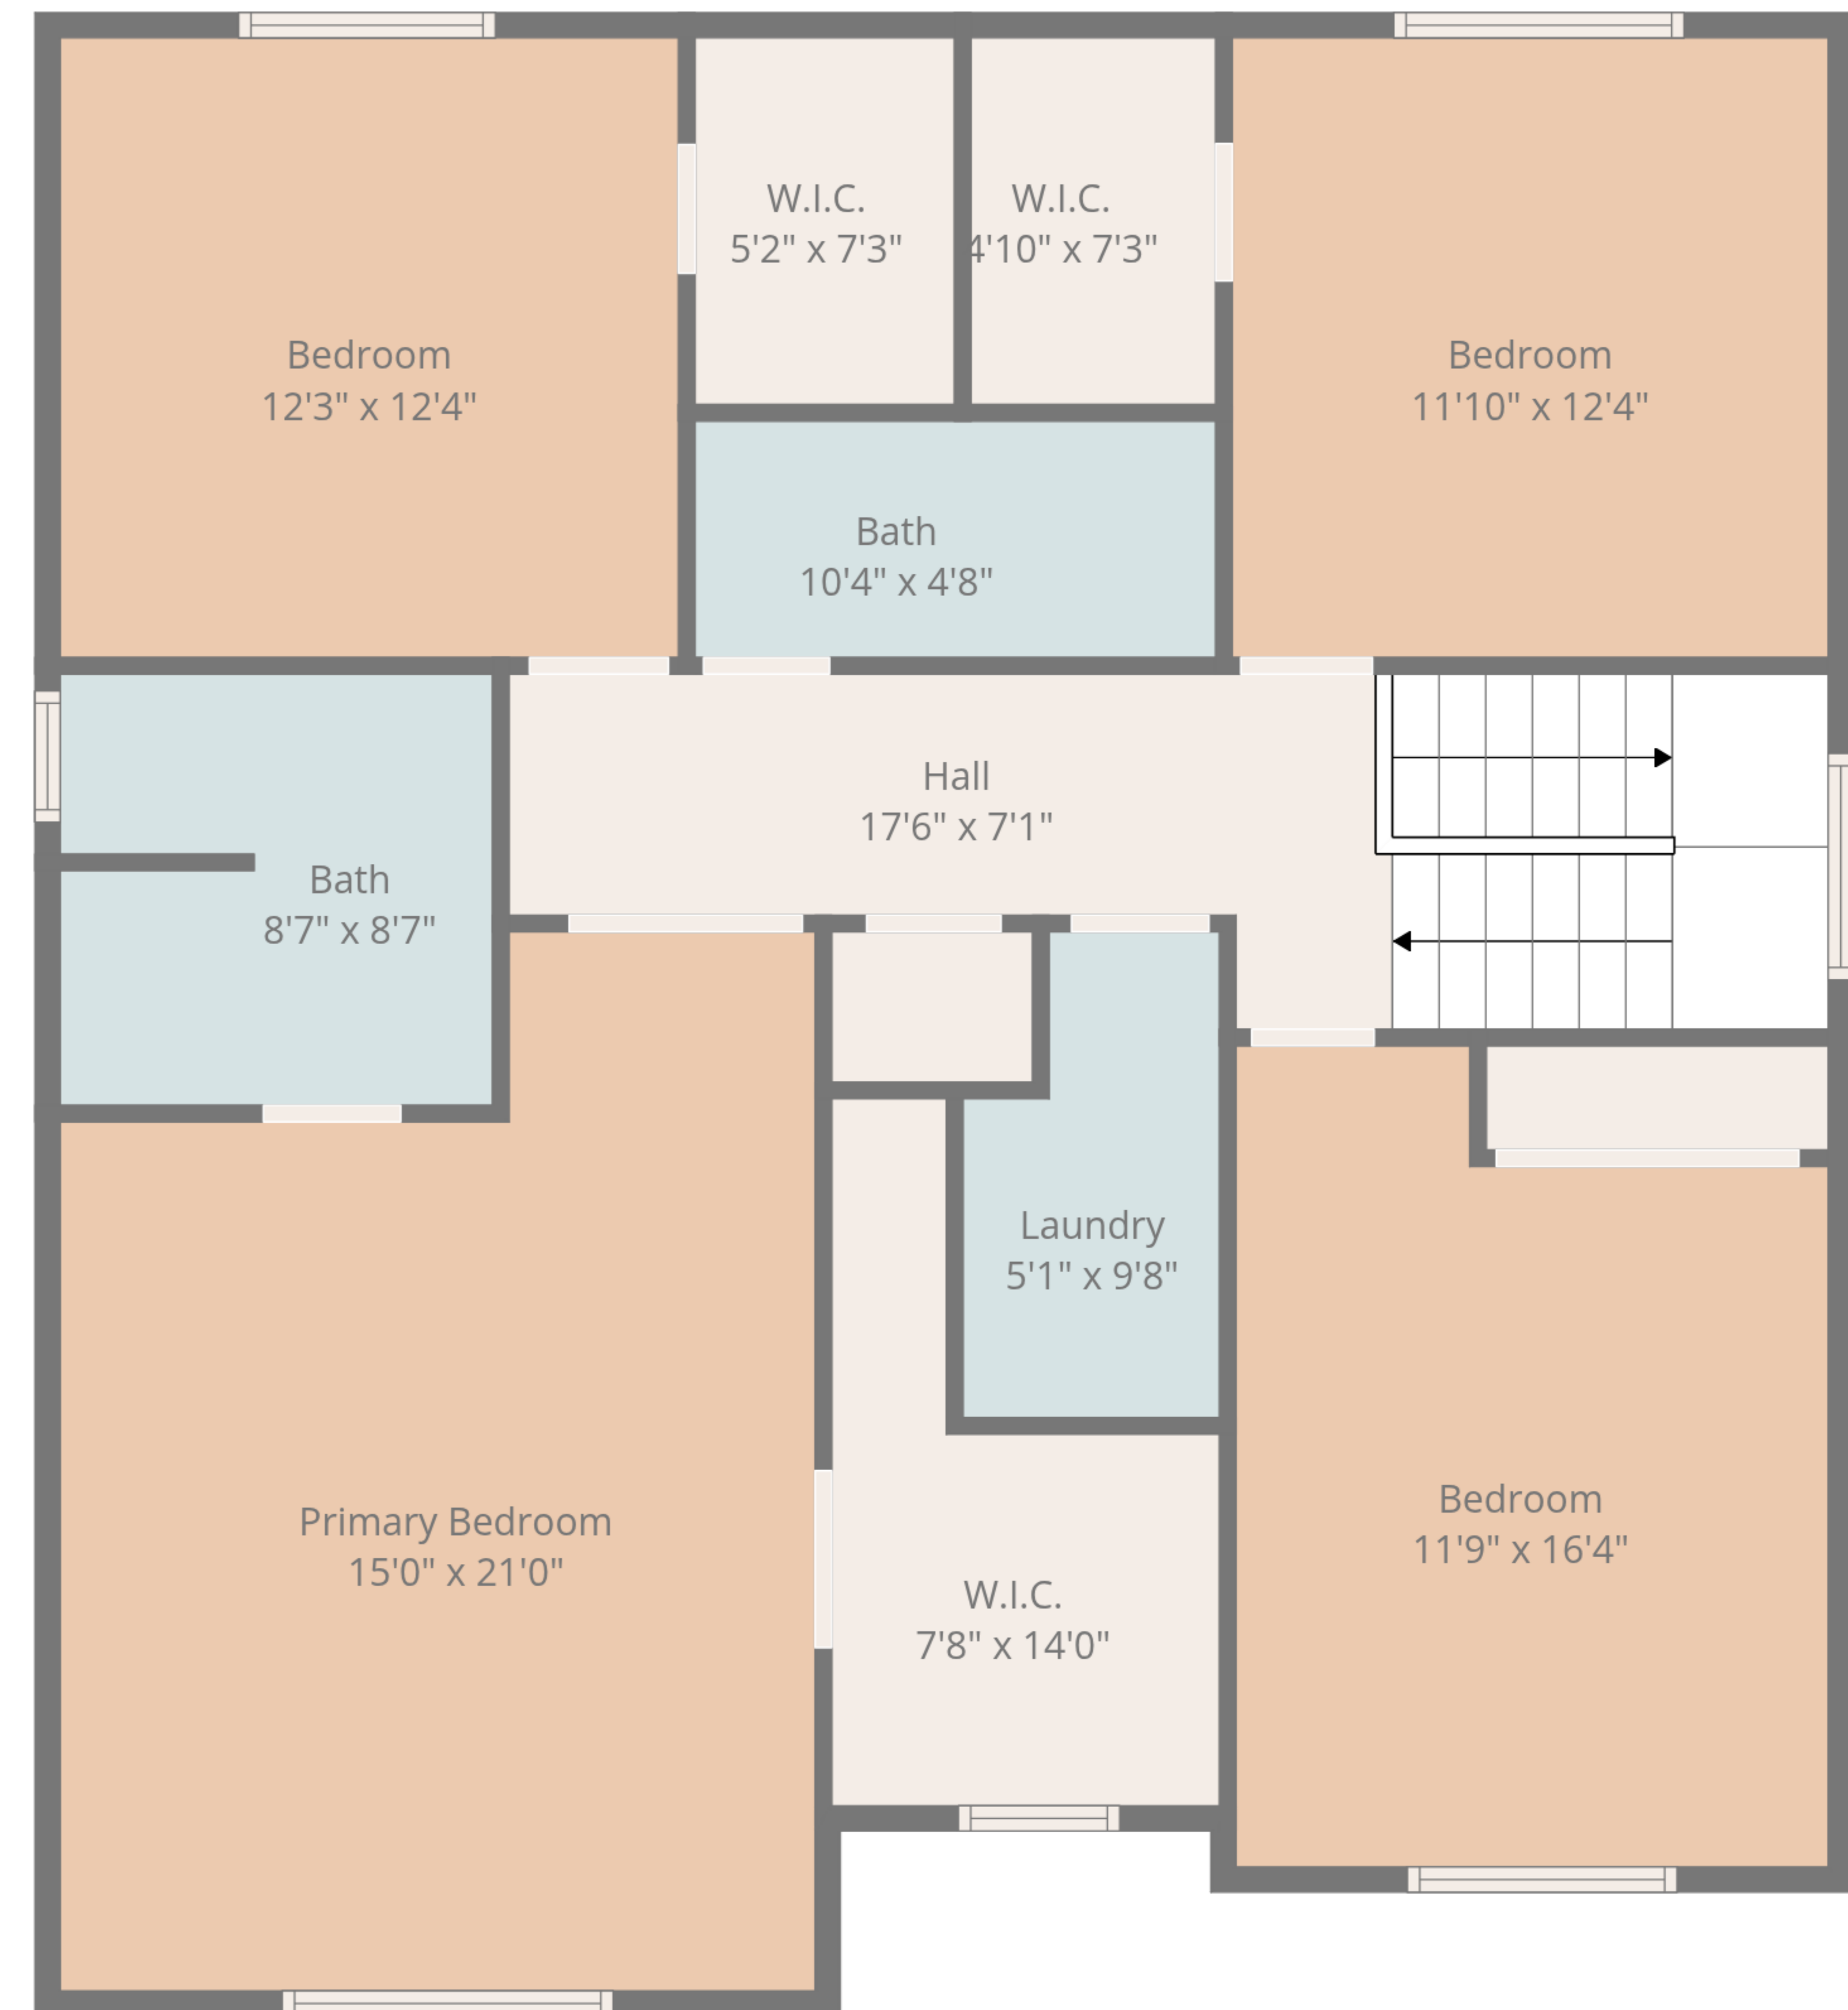 W.I.C.
5'2" x 7'3"
W.I.C.
4'10" x 7'3"
Bedroom
12'3" x 12'4"
Bedroom
11'10" x 12'4"
Bath
10'4" x 4'8"
Hall
17'6" x 7'1"
Bath
8'7" x 8'7"
Laundry
5'1" x 9'8"
Primary Bedroom
15'0" x 21'0"
Bedroom
11'9" x 16'4"
W.I.C.
7'8" x 14'0"